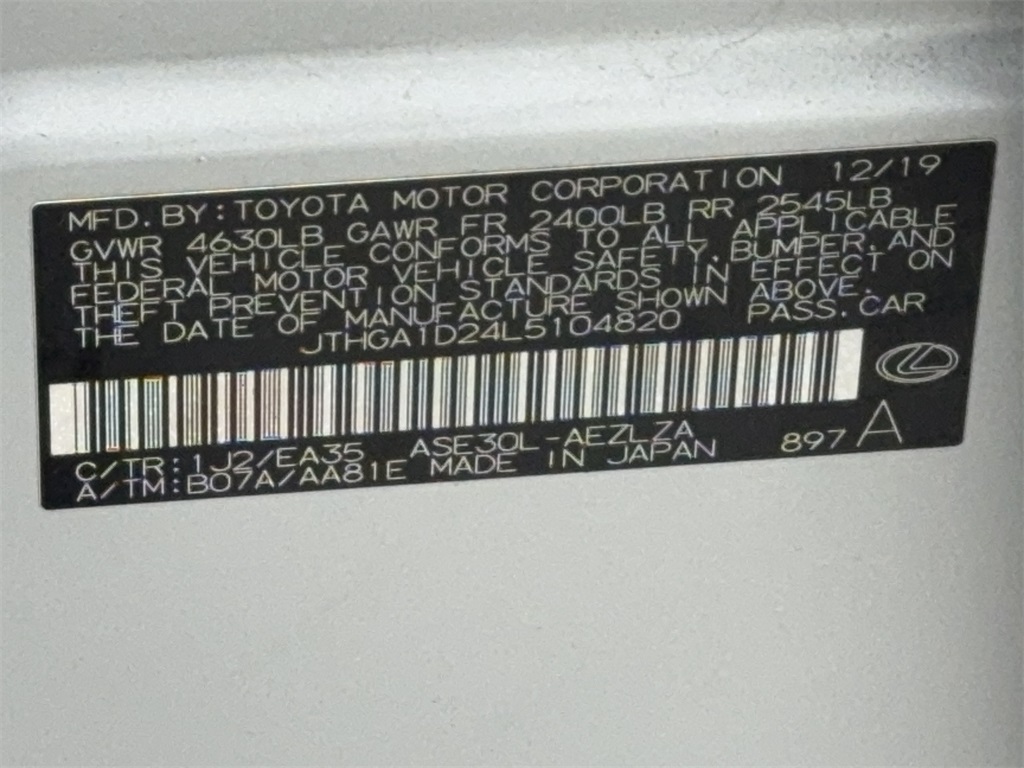 MFD. BY: TOYOTA MOTOR CORPORATION 12/19
GVWR 4630LB GAWR FR 2400LB RR 2545LB
THIS VEHICLE CONFORMS TO ALL APPLICABLE
FEDERAL MOTOR VEHICLE SAFETY, BUMPER, AND
THEFT PREVENTION STANDARDS IN EFFECT ON
THE DATE OF MANUFACTURE SHOWN ABOVE.
JTHGA1D24L5104820 PASS. CAR
C/TR: 1J2/EA35 ASE30L-AEZLZA 897 A
A/TM: B07A/AA81E MADE IN JAPAN